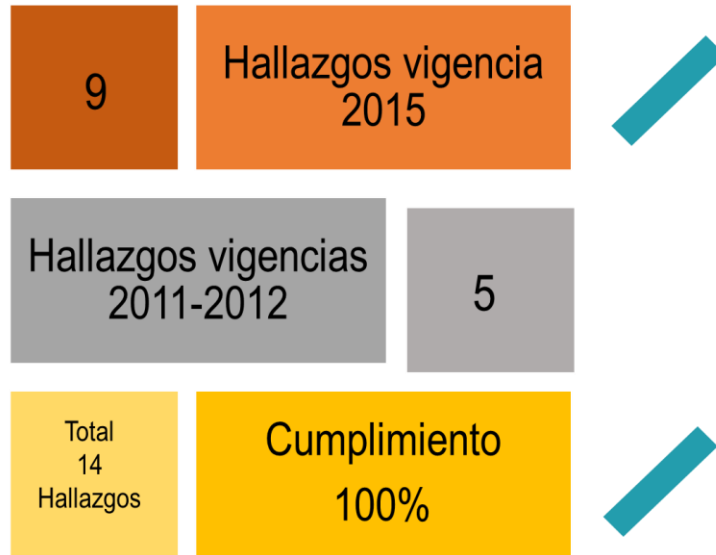 9
Hallazgos vigencia
2015
Hallazgos vigencias
2011-2012
5
Total
14
Hallazgos
Cumplimiento
100%